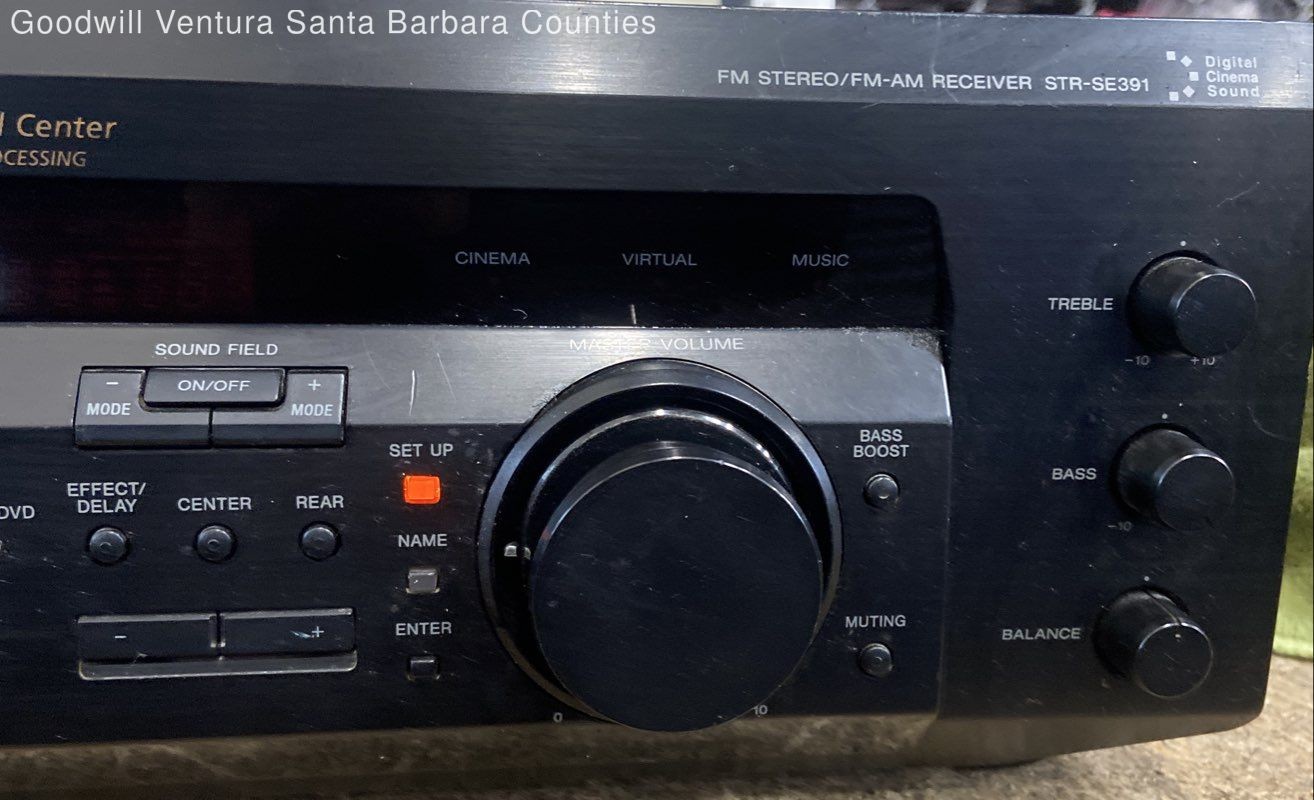 Goodwill Ventura Santa Barbara Counties
FM STEREO/FM-AM RECEIVER STR-SE391
Digital
Cinema
Sound
Center
CINEMA
VIRTUAL
MUSIC
TREBLE
-10
+10
MASTER VOLUME
SOUND FIELD
-
ON/OFF
+
MODE
MODE
SET UP
BASS
BOOST
BASS
-10
DVD
EFFECT/
DELAY
CENTER
REAR
NAME
ENTER
-
+
MUTING
BALANCE
0
10